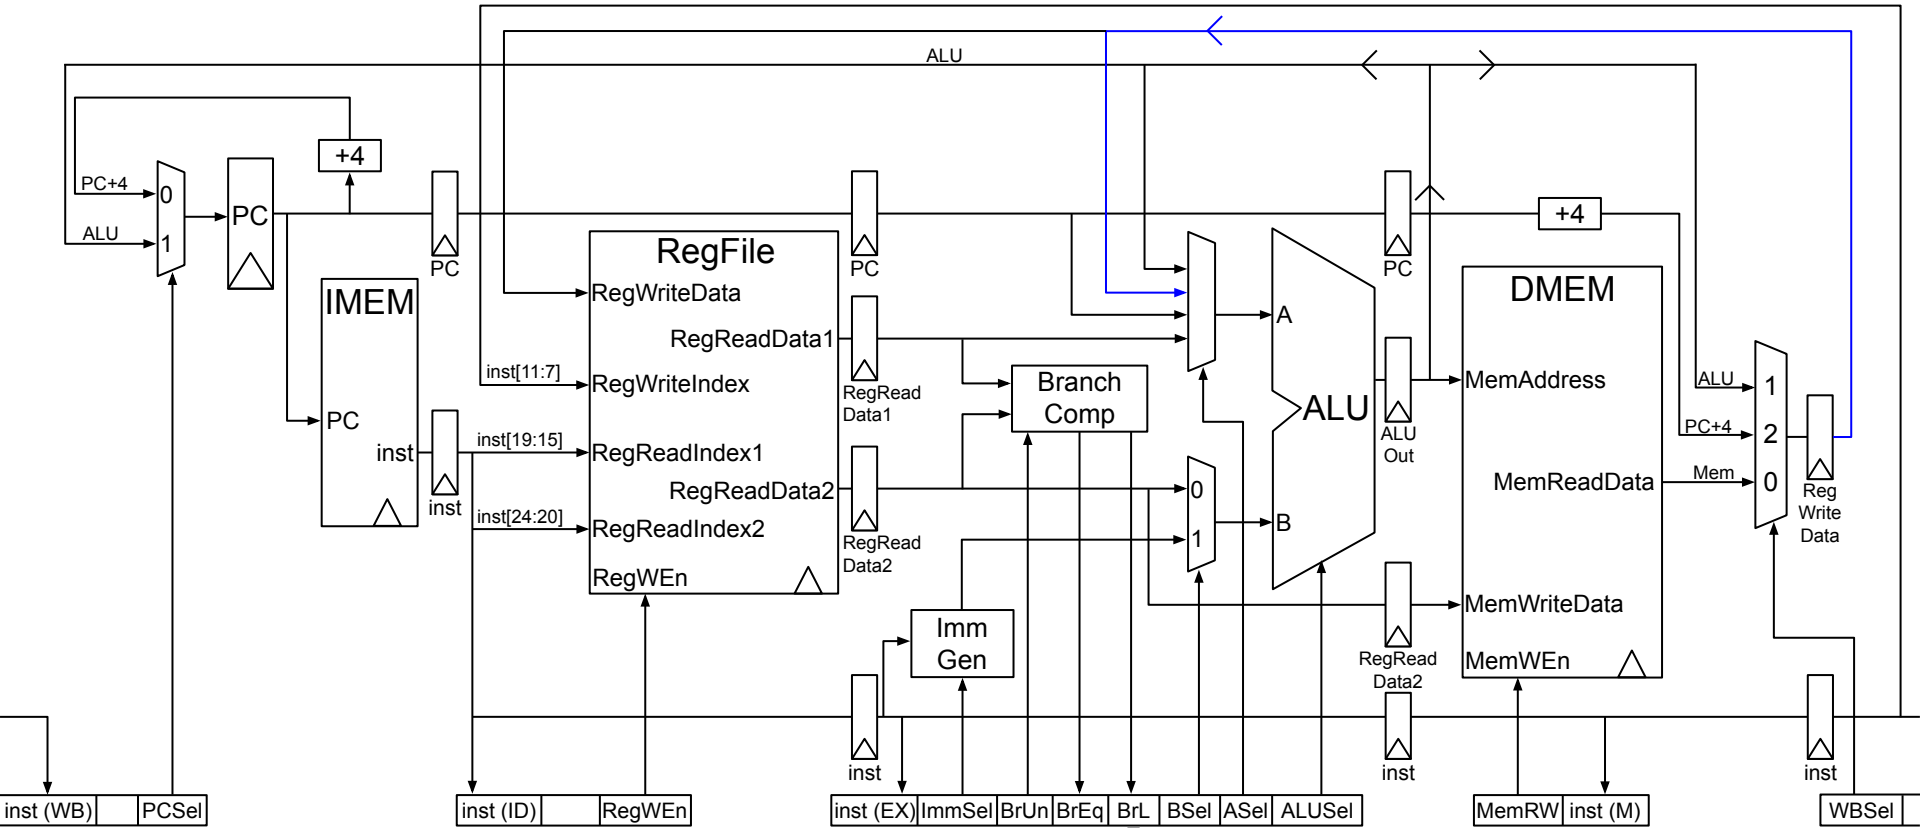 ALU
+4
PC+4
0
ALU
1
PC
PC
IMEM
PC
inst
inst
RegFile
RegWriteData
RegReadData1
inst[11:7]
RegWriteIndex
inst[19:15]
RegReadIndex1
RegReadData2
inst[24:20]
RegReadIndex2
RegWEn
PC
RegRead
Data1
RegRead
Data2
Branch
Comp
Imm
Gen
inst
0
1
A
ALU
B
PC
ALU
Out
RegRead
Data2
inst
+4
DMEM
MemAddress
MemReadData
MemWriteData
MemWEn
ALU
1
PC+4
2
Mem
0
Reg
Write
Data
inst
inst (WB)
PCSel
inst (ID)
RegWEn
inst (EX)
ImmSel
BrUn
BrEq
BrL
BSel
ASel
ALUSel
MemRW
inst (M)
WBSel